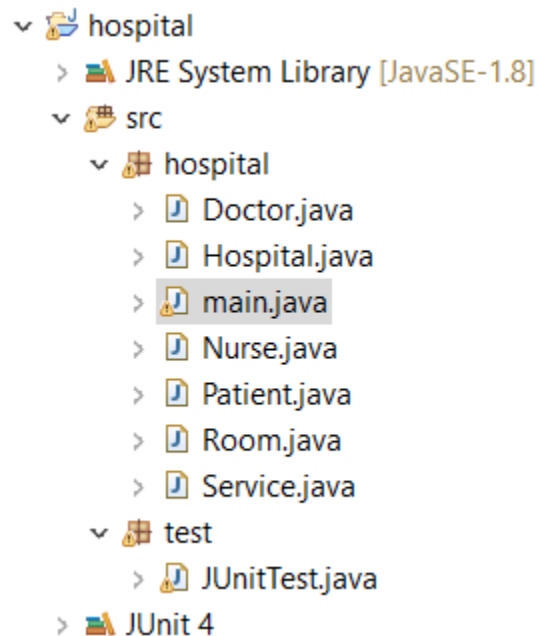 hospital
JRE System Library [JavaSE-1.8]
src
hospital
Doctor.java
Hospital.java
main.java
Nurse.java
Patient.java
Room.java
Service.java
test
JUnitTest.java
JUnit 4